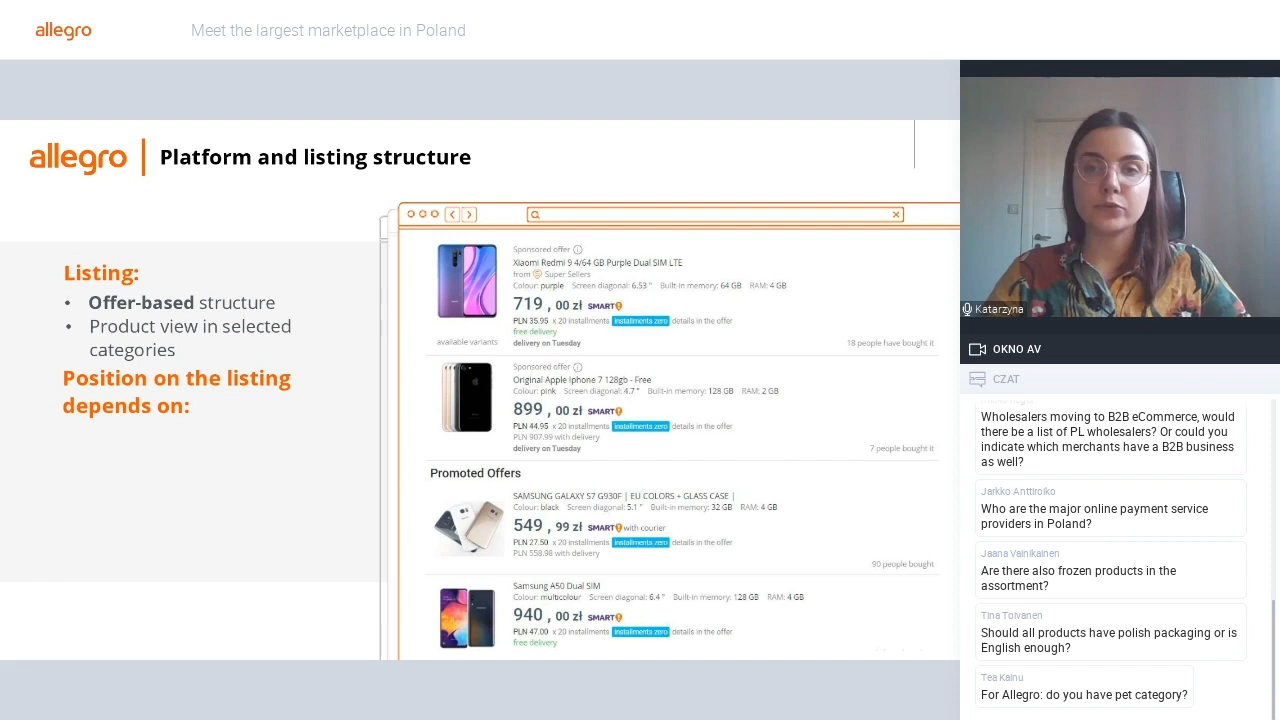 allegro
Meet the largest marketplace in Poland
allegro
Platform and listing structure
Listing:
• Offer-based structure
• Product view in selected
categories
Position on the listing
depends on:
Sponsored offer
Xiaomi Redmi 9 4/64 GB Purple Dual SIM LTE
from Super Sellers
Colour: purple Screen diagonal: 6.53 " Built-in memory: 64 GB RAM: 4 GB
719 , 00 zł SMART
PLN 35.95 x 20 installments installments zero details in the offer
free delivery
available variants
delivery on Tuesday
18 people have bought it
Sponsored offer
Original Apple Iphone 7 128gb - Free
Colour: pink Screen diagonal: 4.7 " Built-in memory: 128 GB RAM: 2 GB
899 , 00 zł SMART
PLN 44.95 x 20 installments installments zero details in the offer
PLN 907.99 with delivery
delivery on Tuesday
7 people have bought it
Promoted Offers
SAMSUNG GALAXY S7 G930F | EU COLORS + GLASS CASE |
Colour: black Screen diagonal: 5.1 " Built-in memory: 32 GB RAM: 4 GB
549 , 99 zł SMART with courier
PLN 27.50 x 20 installments installments zero details in the offer
PLN 558.98 with delivery
90 people bought
Samsung A50 Dual SIM
Colour: multicolour Screen diagonal: 6.4 " Built-in memory: 128 GB RAM: 4 GB
940 , 00 zł SMART
PLN 47.00 x 20 installments installments zero details in the offer
free delivery
Katarzyna
OKNO AV
CZAT
Wholesalers moving to B2B eCommerce, would
there be a list of PL wholesalers? Or could you
indicate which merchants have a B2B business
as well?
Jarkko Anttiroiko
Who are the major online payment service
providers in Poland?
Jaana Vainikainen
Are there also frozen products in the
assortment?
Tina Toivanen
Should all products have polish packaging or is
English enough?
Tea Kainu
For Allegro: do you have pet category?